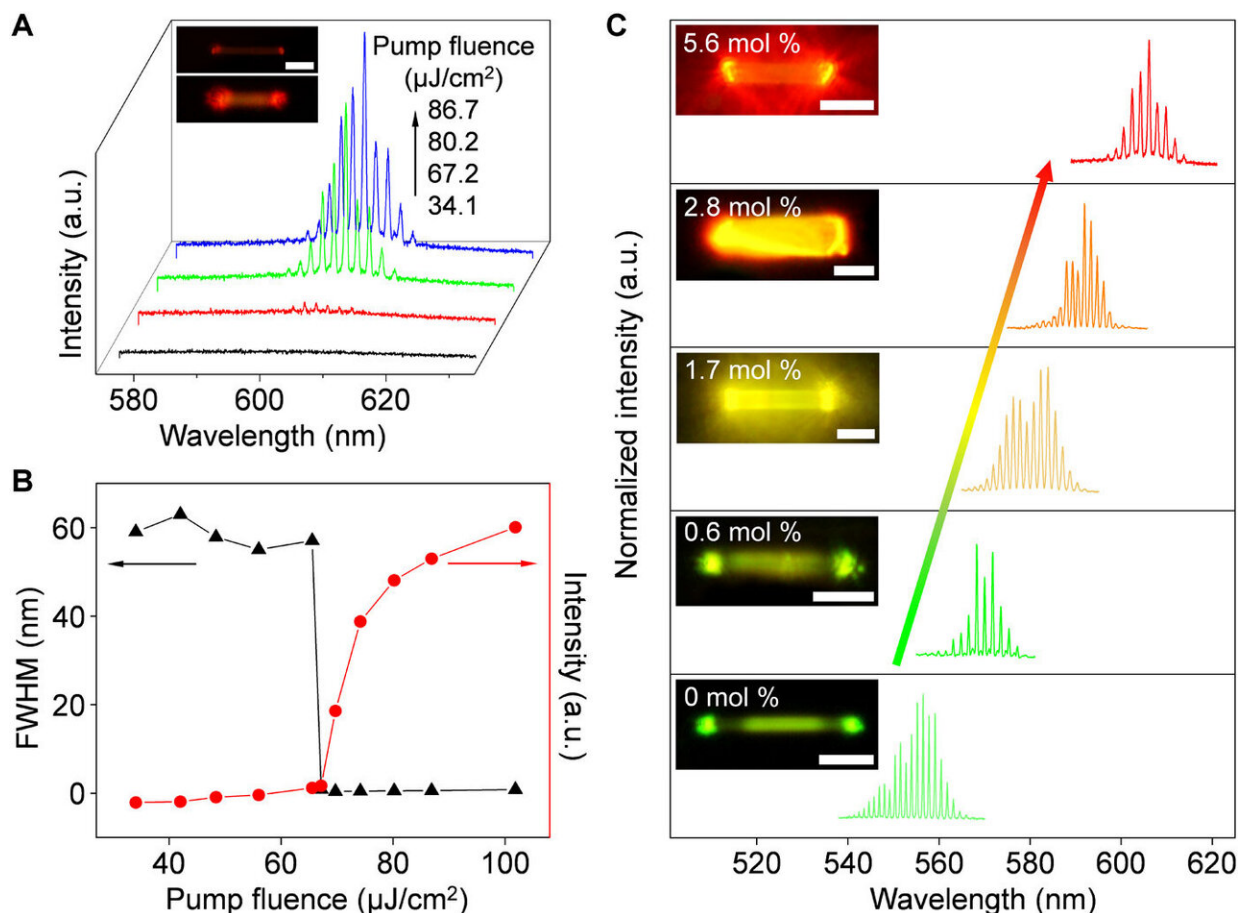 A
Pump fluence
(µJ/cm²)
86.7
80.2
67.2
34.1
Intensity (a.u.)
580 600 620
Wavelength (nm)
B
60
40
20
0
FWHM (nm)
Intensity
(a.u.)
40 60 80 100
Pump fluence (µJ/cm²)
C
Normalized intensity (a.u.)
5.6 mol %
2.8 mol %
1.7 mol %
0.6 mol %
0 mol %
520 540 560 580 600 620
Wavelength (nm)